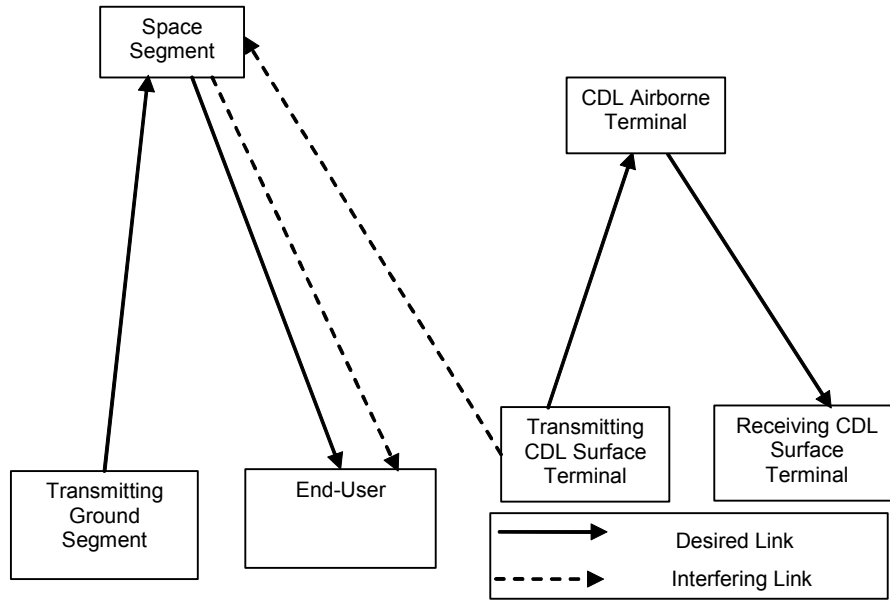 Space
Segment
CDL Airborne
Terminal
Transmitting
CDL Surface
Terminal
Receiving CDL
Surface
Terminal
Transmitting
Ground
Segment
End-User
Desired Link
Interfering Link